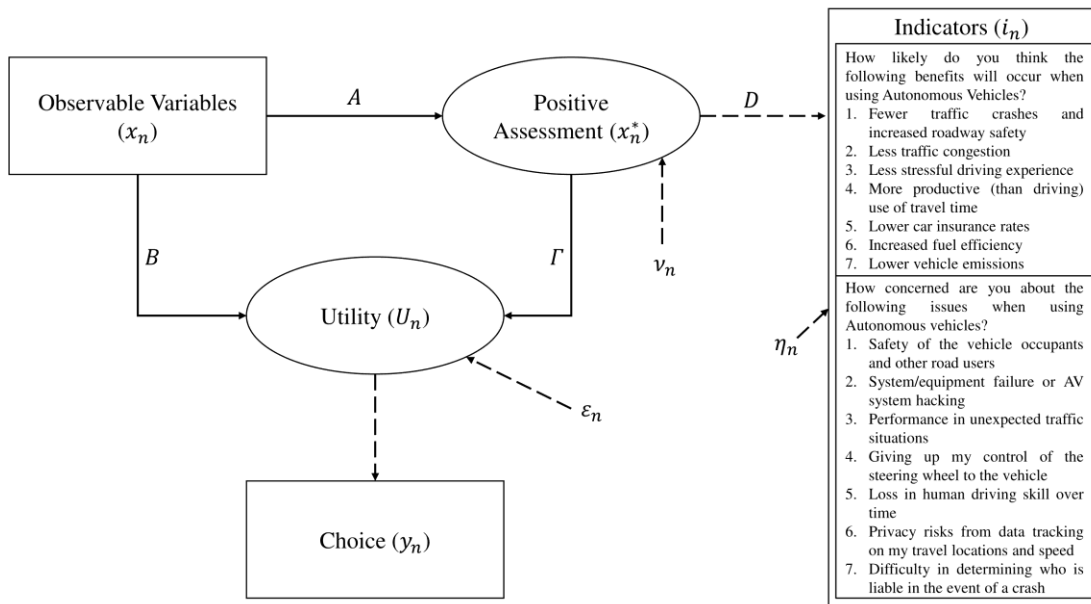 Observable Variables
(x_n)
A
Positive
Assessment (x_n^*)
D
B
Γ
ν_n
Utility (U_n)
ε_n
η_n
Choice (y_n)
Indicators (i_n)
How likely do you think the
following benefits will occur when
using Autonomous Vehicles?
1. Fewer traffic crashes and
increased roadway safety
2. Less traffic congestion
3. Less stressful driving experience
4. More productive (than driving)
use of travel time
5. Lower car insurance rates
6. Increased fuel efficiency
7. Lower vehicle emissions
How concerned are you about the
following issues when using
Autonomous vehicles?
1. Safety of the vehicle occupants
and other road users
2. System/equipment failure or AV
system hacking
3. Performance in unexpected traffic
situations
4. Giving up my control of the
steering wheel to the vehicle
5. Loss in human driving skill over
time
6. Privacy risks from data tracking
on my travel locations and speed
7. Difficulty in determining who is
liable in the event of a crash